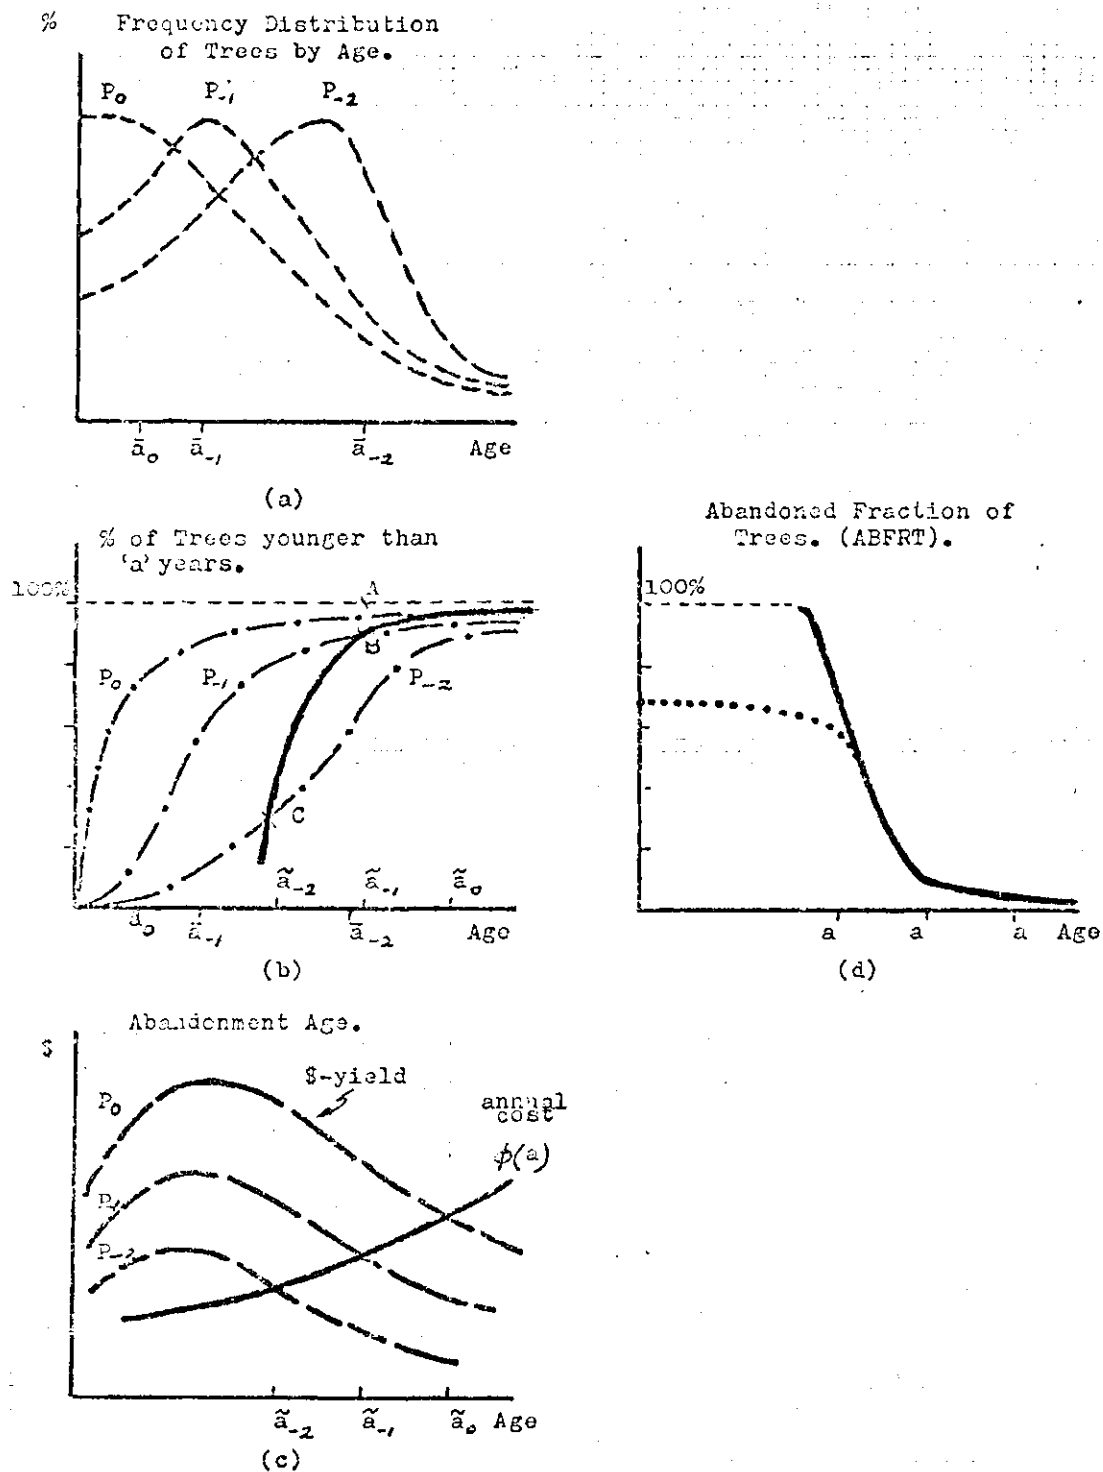 %
Frequency Distribution
of Trees by Age.
P₀ P₋₁ P₋₂
ā₀ ā₋₁ ā₋₂ Age
(a)
% of Trees younger than
'a' years.
100%
A
B
P₀ P₋₁ P₋₂
C
ã₋₂ ã₋₁ ã₀
ā₀ ā₋₁ ā₋₂ Age
(b)
Abandoned Fraction of
Trees. (ABFRT).
100%
a a a Age
(d)
Abandonment Age.
$
$-yield
annual
cost
ϕ(a)
P₀
P₋₁
P₋₂
ã₋₂ ã₋₁ ã₀ Age
(c)